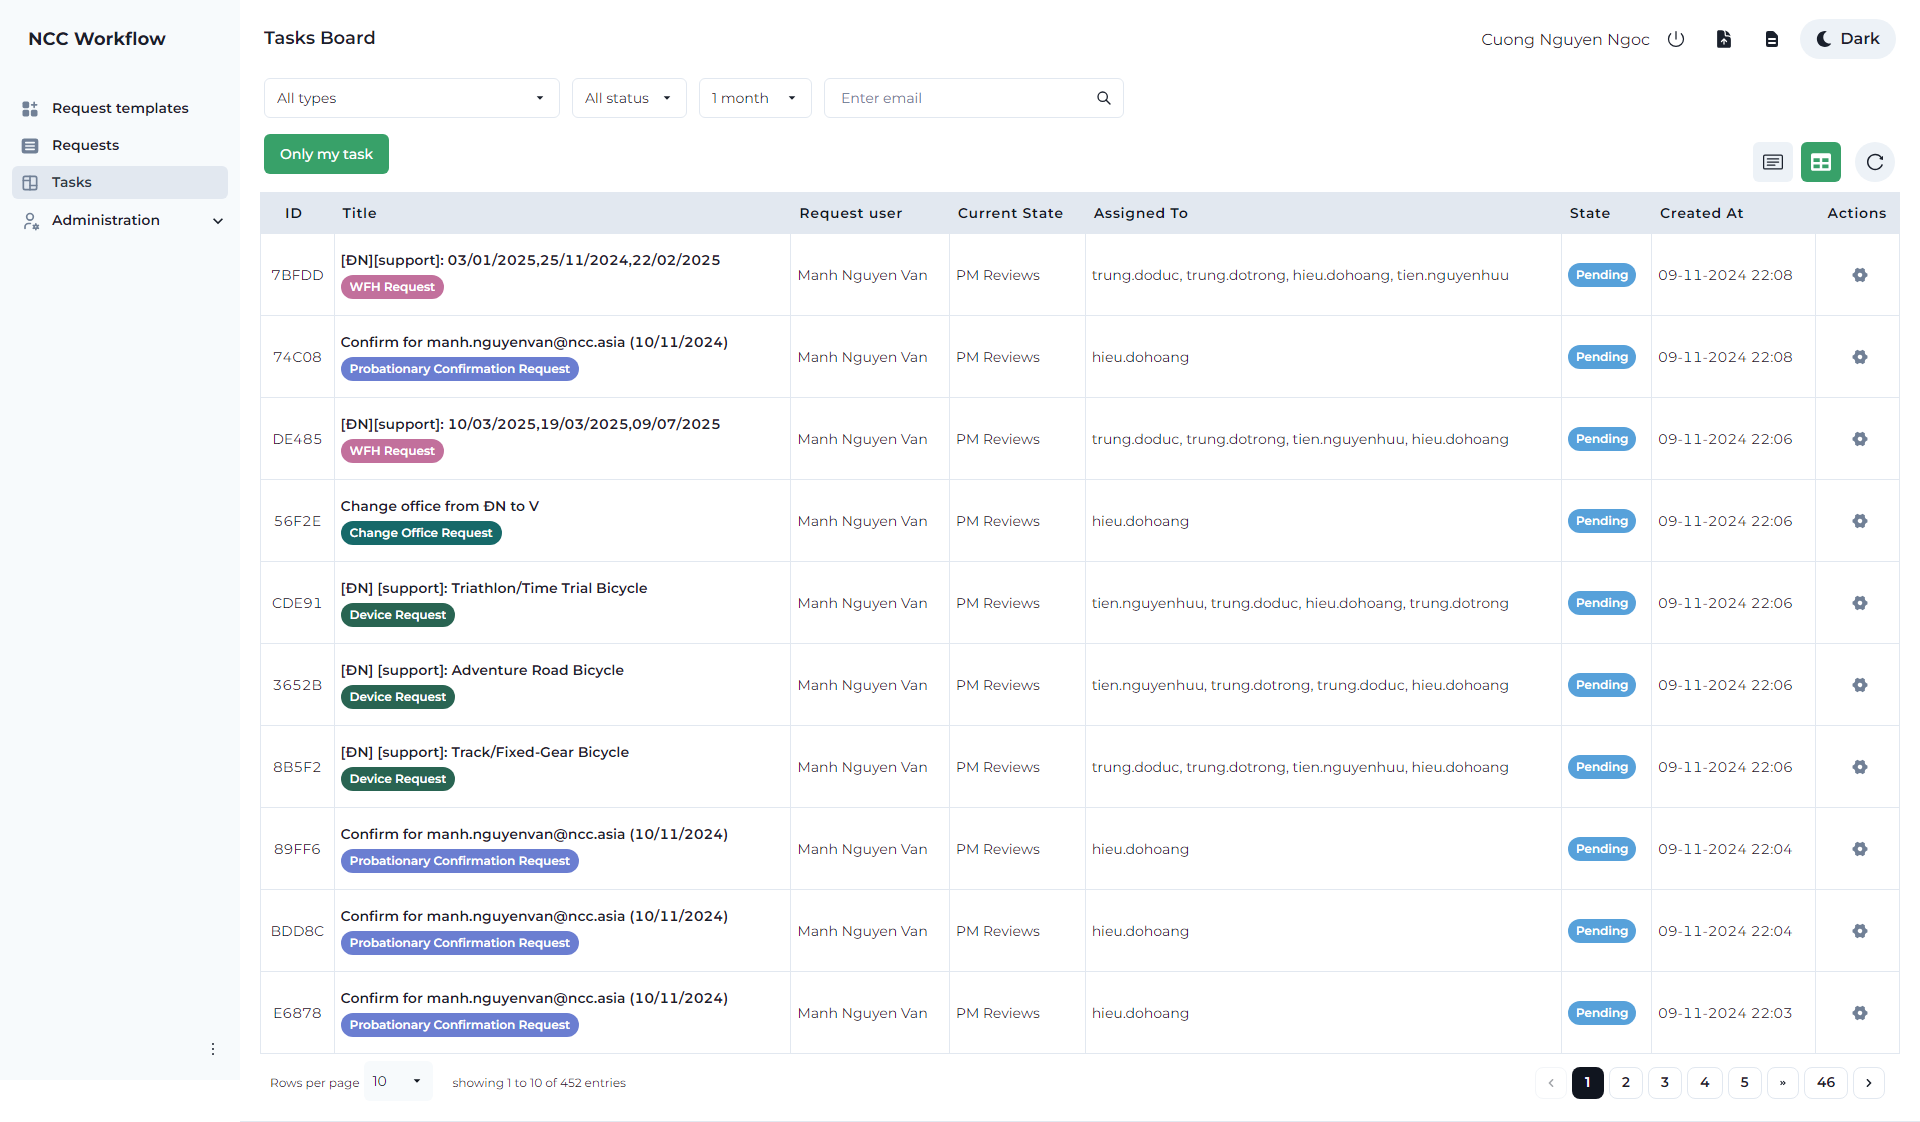 NCC Workflow
Request templates
Requests
Tasks
Administration
Tasks Board
Cuong Nguyen Ngoc
Dark
All types
All status
1 month
Enter email
Only my task
ID Title Request user Current State Assigned To State Created At Actions
7BFDD [ĐN][support]: 03/01/2025,25/11/2024,22/02/2025 Manh Nguyen Van PM Reviews trung.doduc, trung.dotrong, hieu.dohoang, tien.nguyenhuu Pending 09-11-2024 22:08
WFH Request
74C08 Confirm for manh.nguyenvan@ncc.asia (10/11/2024) Manh Nguyen Van PM Reviews hieu.dohoang Pending 09-11-2024 22:08
Probationary Confirmation Request
DE485 [ĐN][support]: 10/03/2025,19/03/2025,09/07/2025 Manh Nguyen Van PM Reviews trung.doduc, trung.dotrong, tien.nguyenhuu, hieu.dohoang Pending 09-11-2024 22:06
WFH Request
56F2E Change office from ĐN to V Manh Nguyen Van PM Reviews hieu.dohoang Pending 09-11-2024 22:06
Change Office Request
CDE91 [ĐN] [support]: Triathlon/Time Trial Bicycle Manh Nguyen Van PM Reviews tien.nguyenhuu, trung.doduc, hieu.dohoang, trung.dotrong Pending 09-11-2024 22:06
Device Request
3652B [ĐN] [support]: Adventure Road Bicycle Manh Nguyen Van PM Reviews tien.nguyenhuu, trung.dotrong, trung.doduc, hieu.dohoang Pending 09-11-2024 22:06
Device Request
8B5F2 [ĐN] [support]: Track/Fixed-Gear Bicycle Manh Nguyen Van PM Reviews trung.doduc, trung.dotrong, tien.nguyenhuu, hieu.dohoang Pending 09-11-2024 22:06
Device Request
89FF6 Confirm for manh.nguyenvan@ncc.asia (10/11/2024) Manh Nguyen Van PM Reviews hieu.dohoang Pending 09-11-2024 22:04
Probationary Confirmation Request
BDD8C Confirm for manh.nguyenvan@ncc.asia (10/11/2024) Manh Nguyen Van PM Reviews hieu.dohoang Pending 09-11-2024 22:04
Probationary Confirmation Request
E6878 Confirm for manh.nguyenvan@ncc.asia (10/11/2024) Manh Nguyen Van PM Reviews hieu.dohoang Pending 09-11-2024 22:03
Probationary Confirmation Request
Rows per page 10 showing 1 to 10 of 452 entries ‹ 1 2 3 4 5 » 46 ›